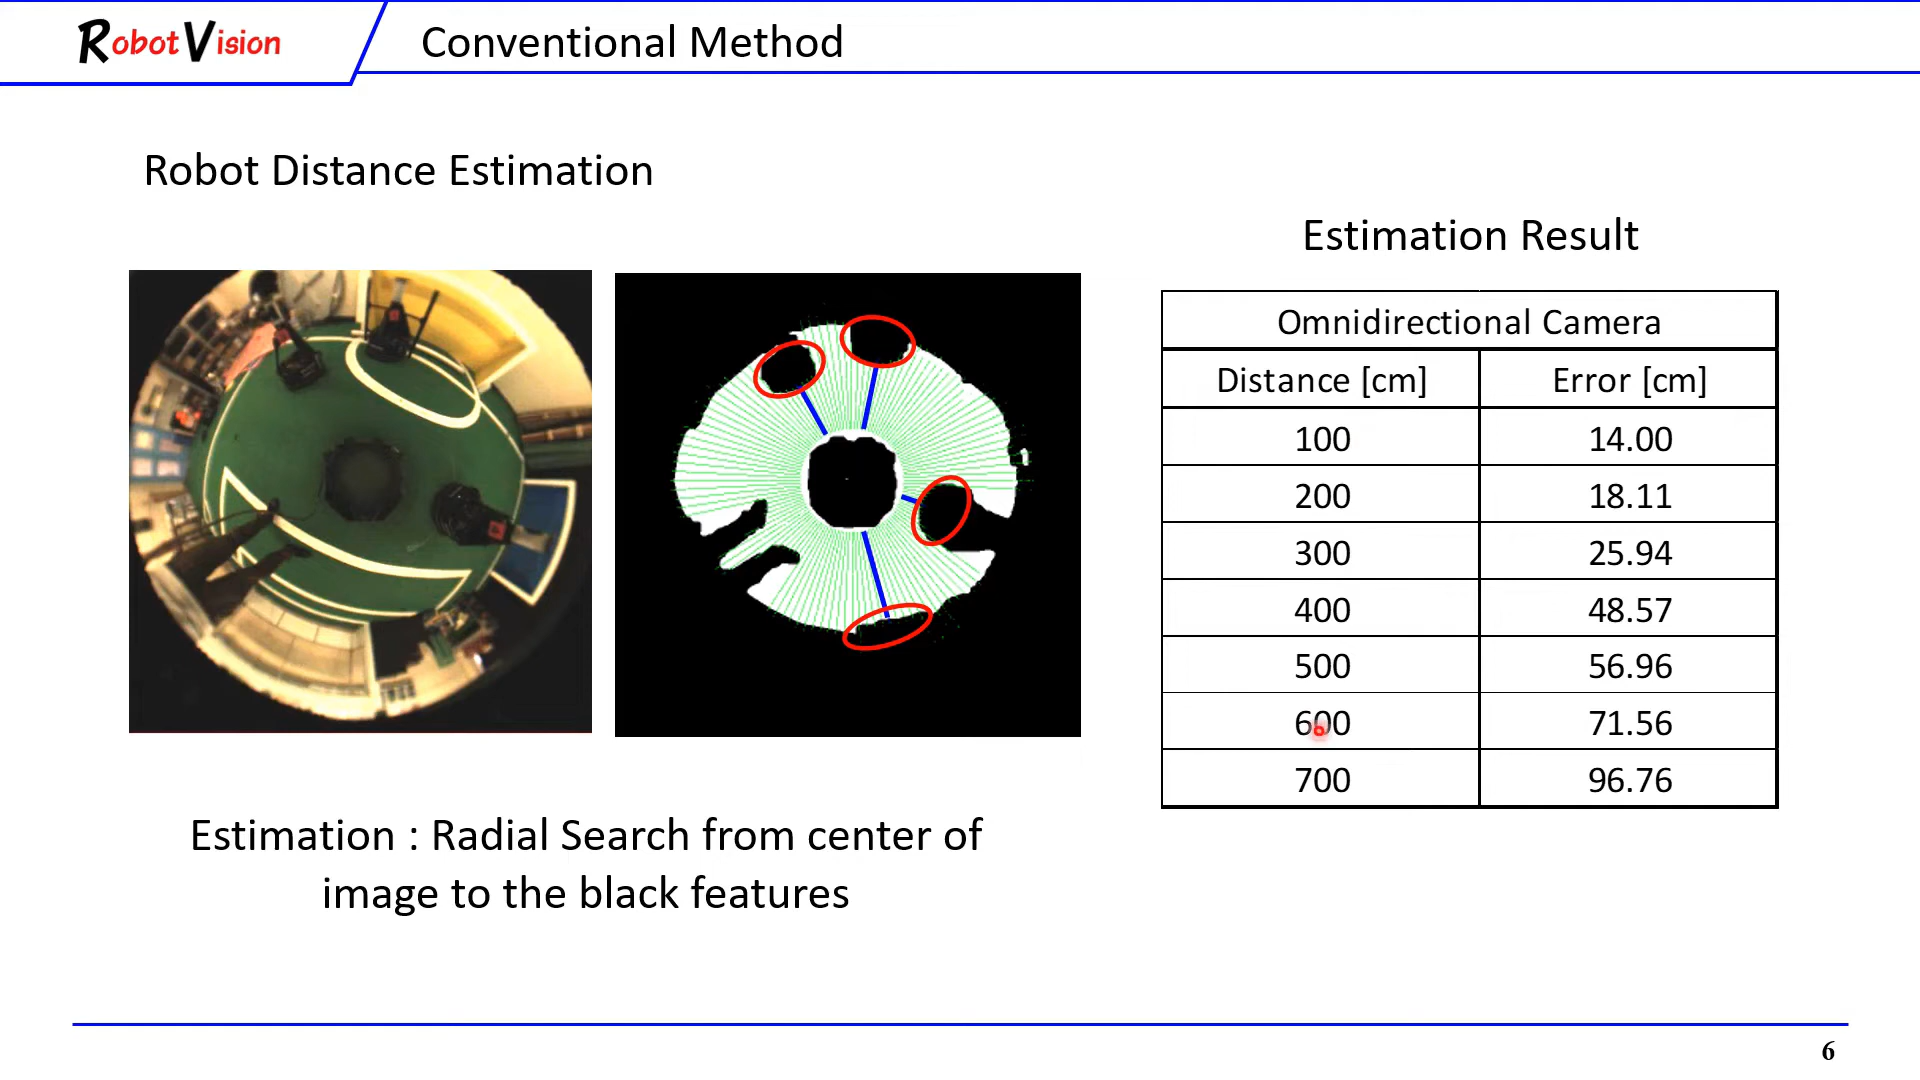 RobotVision
Conventional Method
Robot Distance Estimation
Estimation Result
Omnidirectional Camera
Distance [cm] Error [cm]
100 14.00
200 18.11
300 25.94
400 48.57
500 56.96
600 71.56
700 96.76
Estimation : Radial Search from center of
image to the black features
6